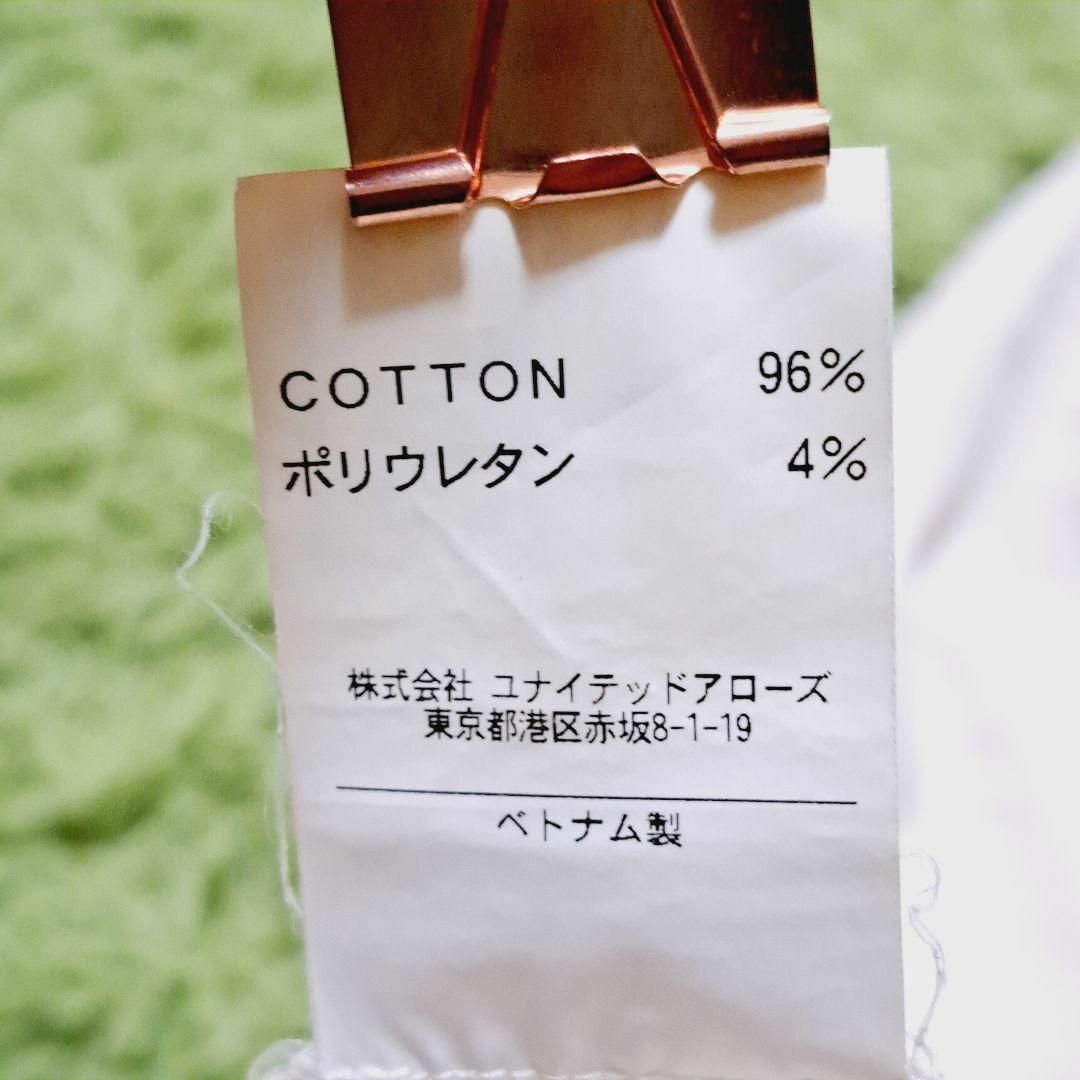 COTTON 96%
ポリウレタン 4%
株式会社 ユナイテッドアローズ
東京都港区赤坂8-1-19
ベトナム製